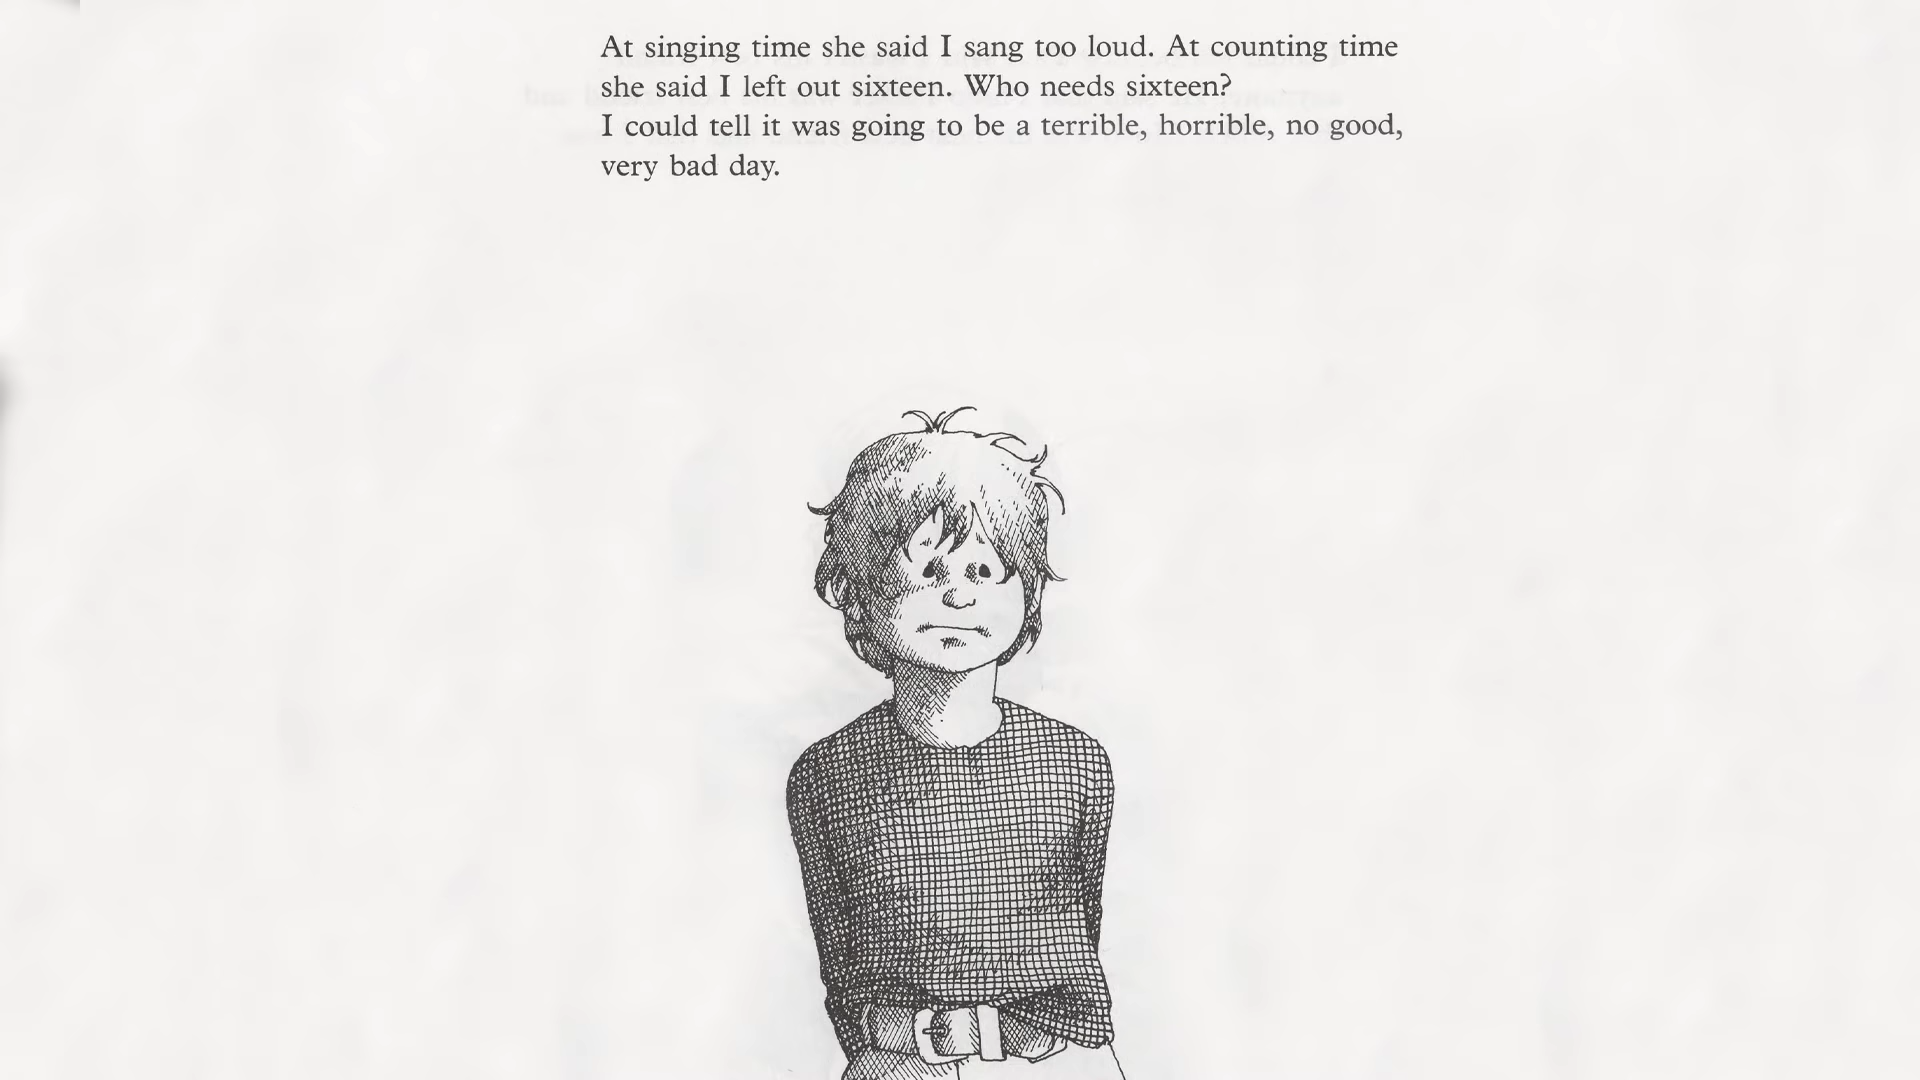 At singing time she said I sang too loud. At counting time
she said I left out sixteen. Who needs sixteen?
I could tell it was going to be a terrible, horrible, no good,
very bad day.